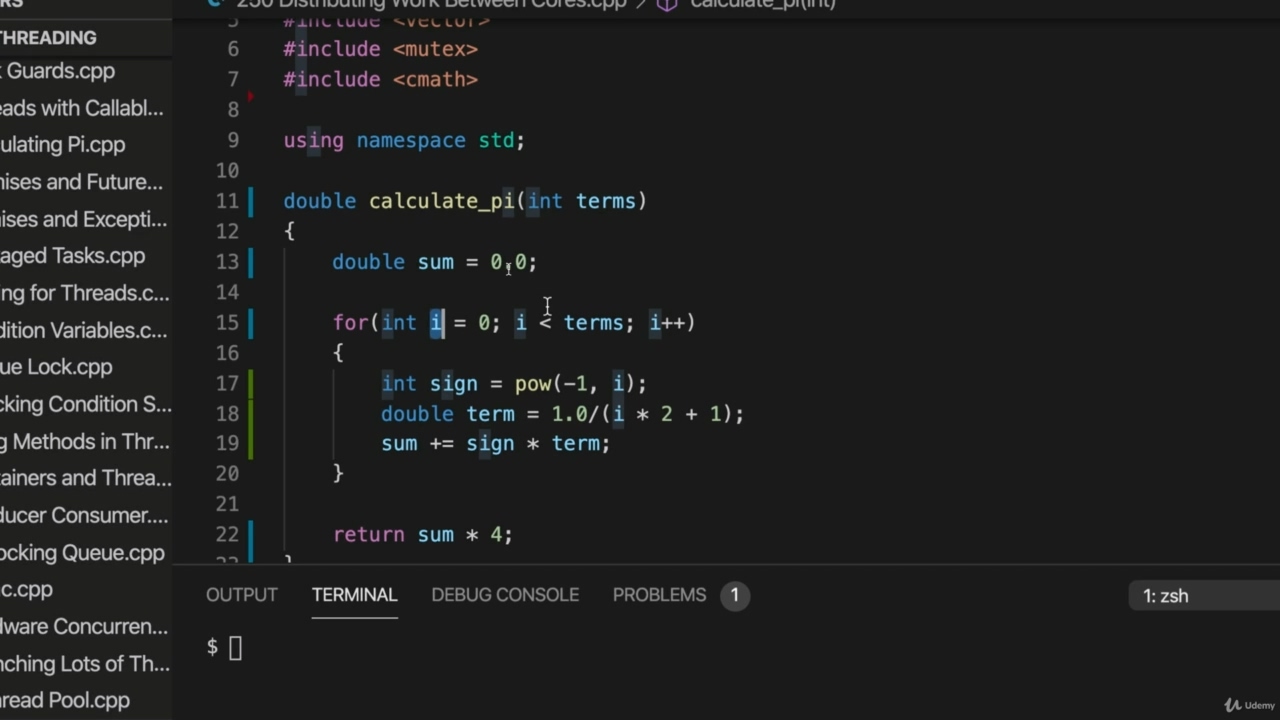 RS
250 Distributing Work Between Cores.cpp
calculate_pi(int)
THREADING
Guards.cpp
eads with Callabl...
ulating Pi.cpp
nises and Future...
ises and Excepti...
aged Tasks.cpp
ing for Threads.c...
dition Variables.c...
ue Lock.cpp
cking Condition S...
g Methods in Thr...
tainers and Threa...
ducer Consumer....
ocking Queue.cpp
c.cpp
dware Concurren...
nching Lots of Th...
read Pool.cpp
5 #include <vector>
6 #include <mutex>
7 #include <cmath>
8
9 using namespace std;
10
11 double calculate_pi(int terms)
12 {
13 double sum = 0.0;
14
15 for(int i = 0; i < terms; i++)
16 {
17 int sign = pow(-1, i);
18 double term = 1.0/(i * 2 + 1);
19 sum += sign * term;
20 }
21
22 return sum * 4;
23 }
OUTPUT TERMINAL DEBUG CONSOLE PROBLEMS 1 1: zsh
$
Udemy